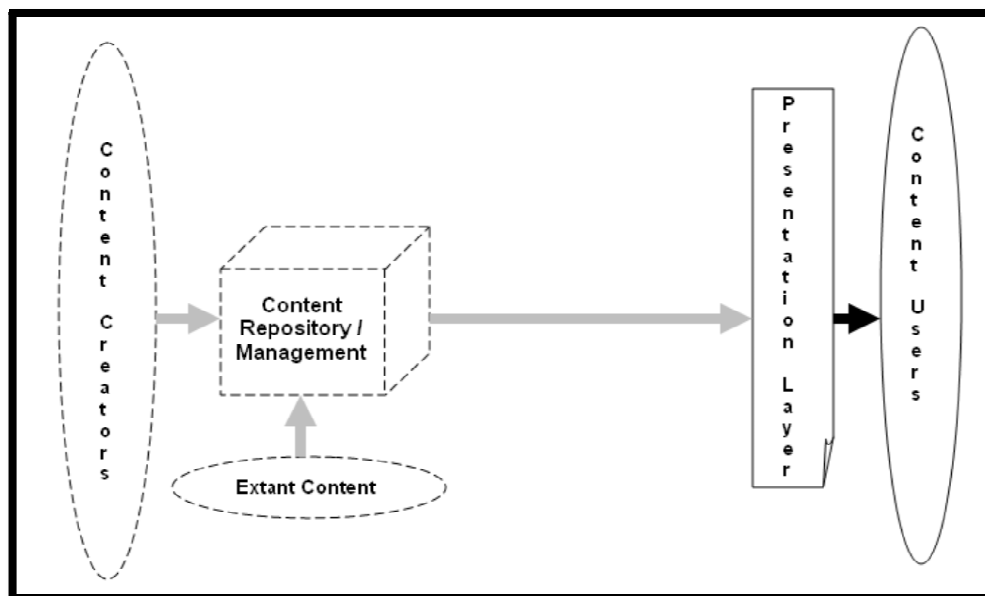 Content Creators
Content
Repository /
Management
Extant Content
Presentation Layer
Content Users